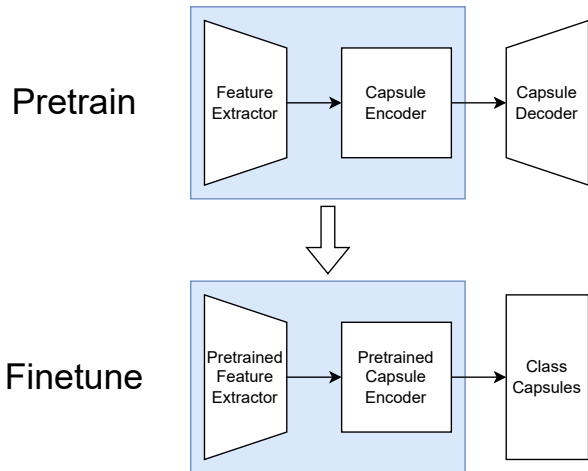 Pretrain
Feature
Extractor
Capsule
Encoder
Capsule
Decoder
Finetune
Pretrained
Feature
Extractor
Pretrained
Capsule
Encoder
Class
Capsules